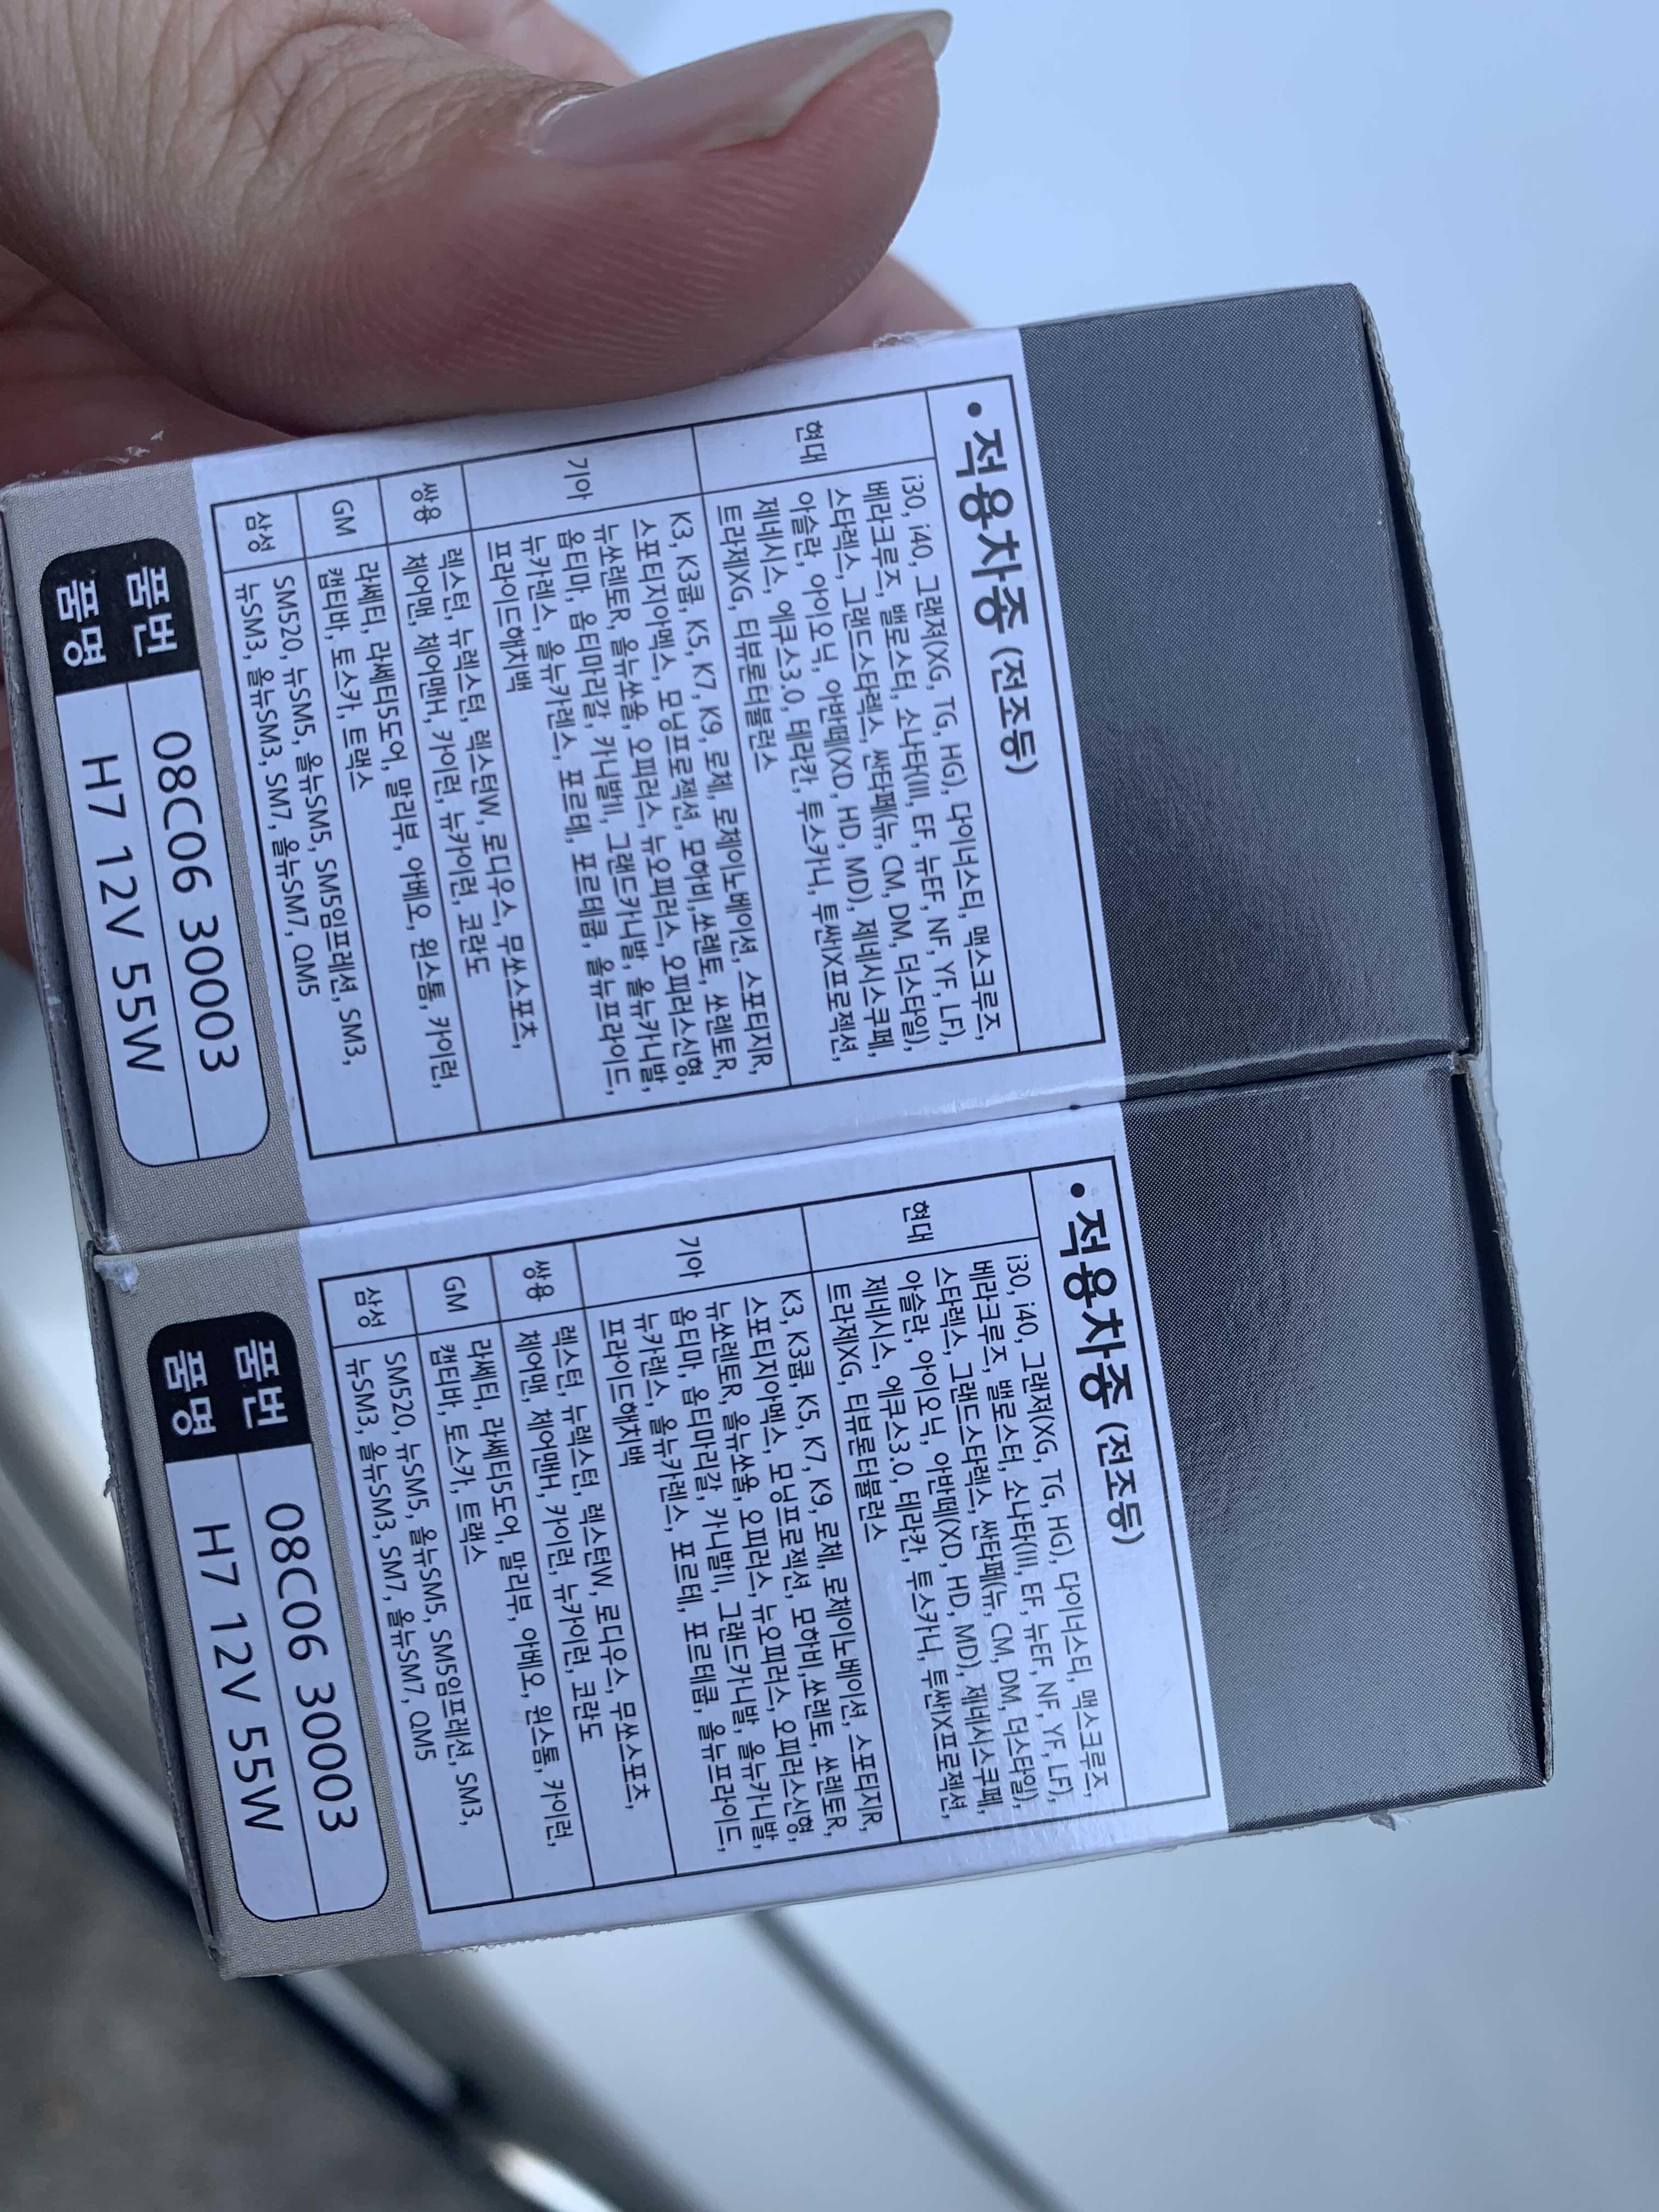 • 적용차종 (전조등)
현대
i30, i40, 그랜져(XG, TG, HG), 다이너스티, 맥스크루즈,
베라크루즈, 벨로스터, 소나타(III, EF, 뉴EF, NF, YF, LF),
스타렉스, 그랜드스타렉스, 싼타페(뉴, CM, DM, 더스타일),
아슬란, 아이오닉, 아반떼(XD, HD, MD), 제네시스쿠페,
제네시스, 에쿠스3.0, 테라칸, 투스카니, 투싼IX프로젝션,
트라제XG, 티뷰론터뷸런스
기아
K3, K3쿱, K5, K7, K9, 로체, 로체이노베이션, 스포티지R,
스포티지아멕스, 모닝프로젝션, 모하비, 쏘렌토, 쏘렌토R,
뉴쏘렌토R, 올뉴쏘울, 오피러스, 뉴오피러스, 오피러스신형,
옵티마, 옵티마리갈, 카니발II, 그랜드카니발, 올뉴카니발,
뉴카렌스, 올뉴카렌스, 포르테, 포르테쿱, 올뉴프라이드,
프라이드해치백
쌍용
렉스턴, 뉴렉스턴, 렉스턴W, 로디우스, 무쏘스포츠,
체어맨, 체어맨H, 카이런, 뉴카이런, 코란도
GM
라쎄티, 라쎄티5도어, 말리부, 아베오, 윈스톰, 카이런,
캡티바, 토스카, 트랙스
삼성
SM520, 뉴SM5, 올뉴SM5, SM5임프레션, SM3,
뉴SM3, 올뉴SM3, SM7, 올뉴SM7, QM5
품번 08C06 30003
품명 H7 12V 55W
• 적용차종 (전조등)
현대
i30, i40, 그랜져(XG, TG, HG), 다이너스티, 맥스크루즈,
베라크루즈, 벨로스터, 소나타(III, EF, 뉴EF, NF, YF, LF),
스타렉스, 그랜드스타렉스, 싼타페(뉴, CM, DM, 더스타일),
아슬란, 아이오닉, 아반떼(XD, HD, MD), 제네시스쿠페,
제네시스, 에쿠스3.0, 테라칸, 투스카니, 투싼IX프로젝션,
트라제XG, 티뷰론터뷸런스
기아
K3, K3쿱, K5, K7, K9, 로체, 로체이노베이션, 스포티지R,
스포티지아멕스, 모닝프로젝션, 모하비, 쏘렌토, 쏘렌토R,
뉴쏘렌토R, 올뉴쏘울, 오피러스, 뉴오피러스, 오피러스신형,
옵티마, 옵티마리갈, 카니발II, 그랜드카니발, 올뉴카니발,
뉴카렌스, 올뉴카렌스, 포르테, 포르테쿱, 올뉴프라이드,
프라이드해치백
쌍용
렉스턴, 뉴렉스턴, 렉스턴W, 로디우스, 무쏘스포츠,
체어맨, 체어맨H, 카이런, 뉴카이런, 코란도
GM
라쎄티, 라쎄티5도어, 말리부, 아베오, 윈스톰, 카이런,
캡티바, 토스카, 트랙스
삼성
SM520, 뉴SM5, 올뉴SM5, SM5임프레션, SM3,
뉴SM3, 올뉴SM3, SM7, 올뉴SM7, QM5
품번 08C06 30003
품명 H7 12V 55W